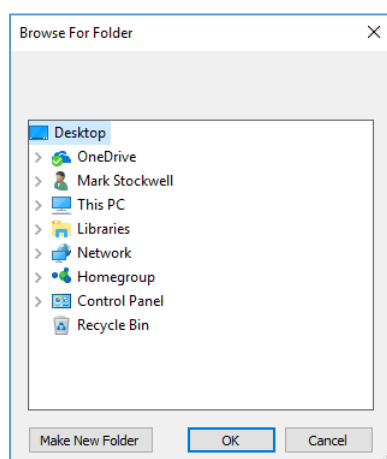 Browse For Folder
Desktop
OneDrive
Mark Stockwell
This PC
Libraries
Network
Homegroup
Control Panel
Recycle Bin
Make New Folder OK Cancel